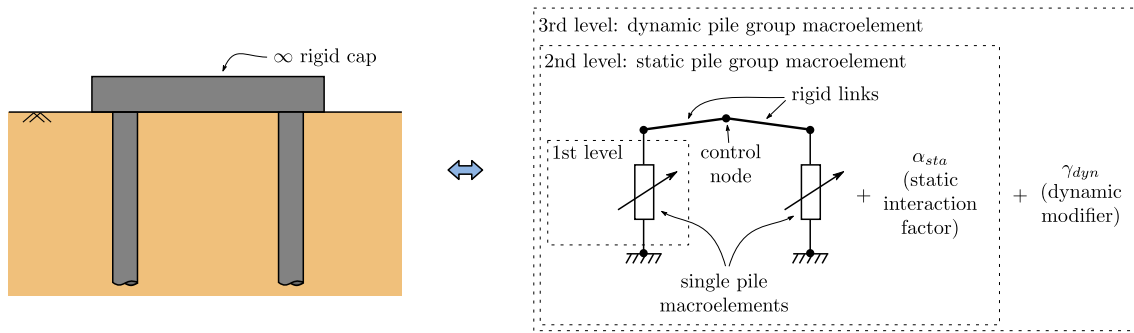 ∞ rigid cap
3rd level: dynamic pile group macroelement
2nd level: static pile group macroelement
rigid links
1st level
control
node
single pile
macroelements
+
α_sta
(static
interaction
factor)
+
γ_dyn
(dynamic
modifier)